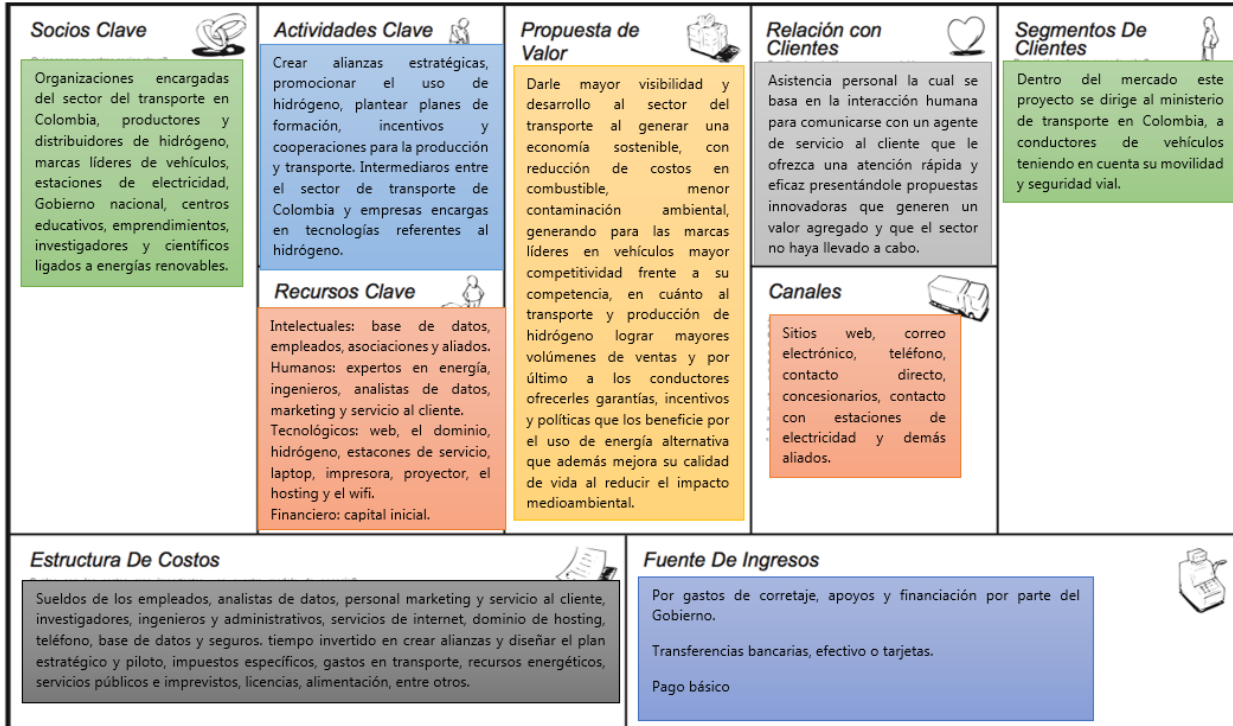 Socios Clave
Organizaciones encargadas
del sector del transporte en
Colombia, productores y
distribuidores de hidrógeno,
marcas líderes de vehículos,
estaciones de electricidad,
Gobierno nacional, centros
educativos, emprendimientos,
investigadores y científicos
ligados a energías renovables.
Actividades Clave
Crear alianzas estratégicas,
promocionar el uso de
hidrógeno, plantear planes de
formación, incentivos y
cooperaciones para la producción
y transporte. Intermediaros entre
el sector de transporte de
Colombia y empresas encargas
en tecnologías referentes al
hidrógeno.
Recursos Clave
Intelectuales: base de datos,
empleados, asociaciones y aliados.
Humanos: expertos en energía,
ingenieros, analistas de datos,
marketing y servicio al cliente.
Tecnológicos: web, el dominio,
hidrógeno, estacones de servicio,
laptop, impresora, proyector, el
hosting y el wifi.
Financiero: capital inicial.
Propuesta de
Valor
Darle mayor visibilidad y
desarrollo al sector del
transporte al generar una
economía sostenible, con
reducción de costos en
combustible, menor
contaminación ambiental,
generando para las marcas
líderes en vehículos mayor
competitividad frente a su
competencia, en cuánto al
transporte y producción de
hidrógeno lograr mayores
volúmenes de ventas y por
último a los conductores
ofrecerles garantías, incentivos
y políticas que los beneficie por
el uso de energía alternativa
que además mejora su calidad
de vida al reducir el impacto
medioambiental.
Relación con
Clientes
Asistencia personal la cual se
basa en la interacción humana
para comunicarse con un agente
de servicio al cliente que le
ofrezca una atención rápida y
eficaz presentándole propuestas
innovadoras que generen un
valor agregado y que el sector
no haya llevado a cabo.
Canales
Sitios web, correo
electrónico, teléfono,
contacto directo,
concesionarios, contacto
con estaciones de
electricidad y demás
aliados.
Segmentos De
Clientes
Dentro del mercado este
proyecto se dirige al ministerio
de transporte en Colombia, a
conductores de vehículos
teniendo en cuenta su movilidad
y seguridad vial.
Estructura De Costos
Sueldos de los empleados, analistas de datos, personal marketing y servicio al cliente,
investigadores, ingenieros y administrativos, servicios de internet, dominio de hosting,
teléfono, base de datos y seguros. tiempo invertido en crear alianzas y diseñar el plan
estratégico y piloto, impuestos específicos, gastos en transporte, recursos energéticos,
servicios públicos e imprevistos, licencias, alimentación, entre otros.
Fuente De Ingresos
Por gastos de corretaje, apoyos y financiación por parte del
Gobierno.
Transferencias bancarias, efectivo o tarjetas.
Pago básico